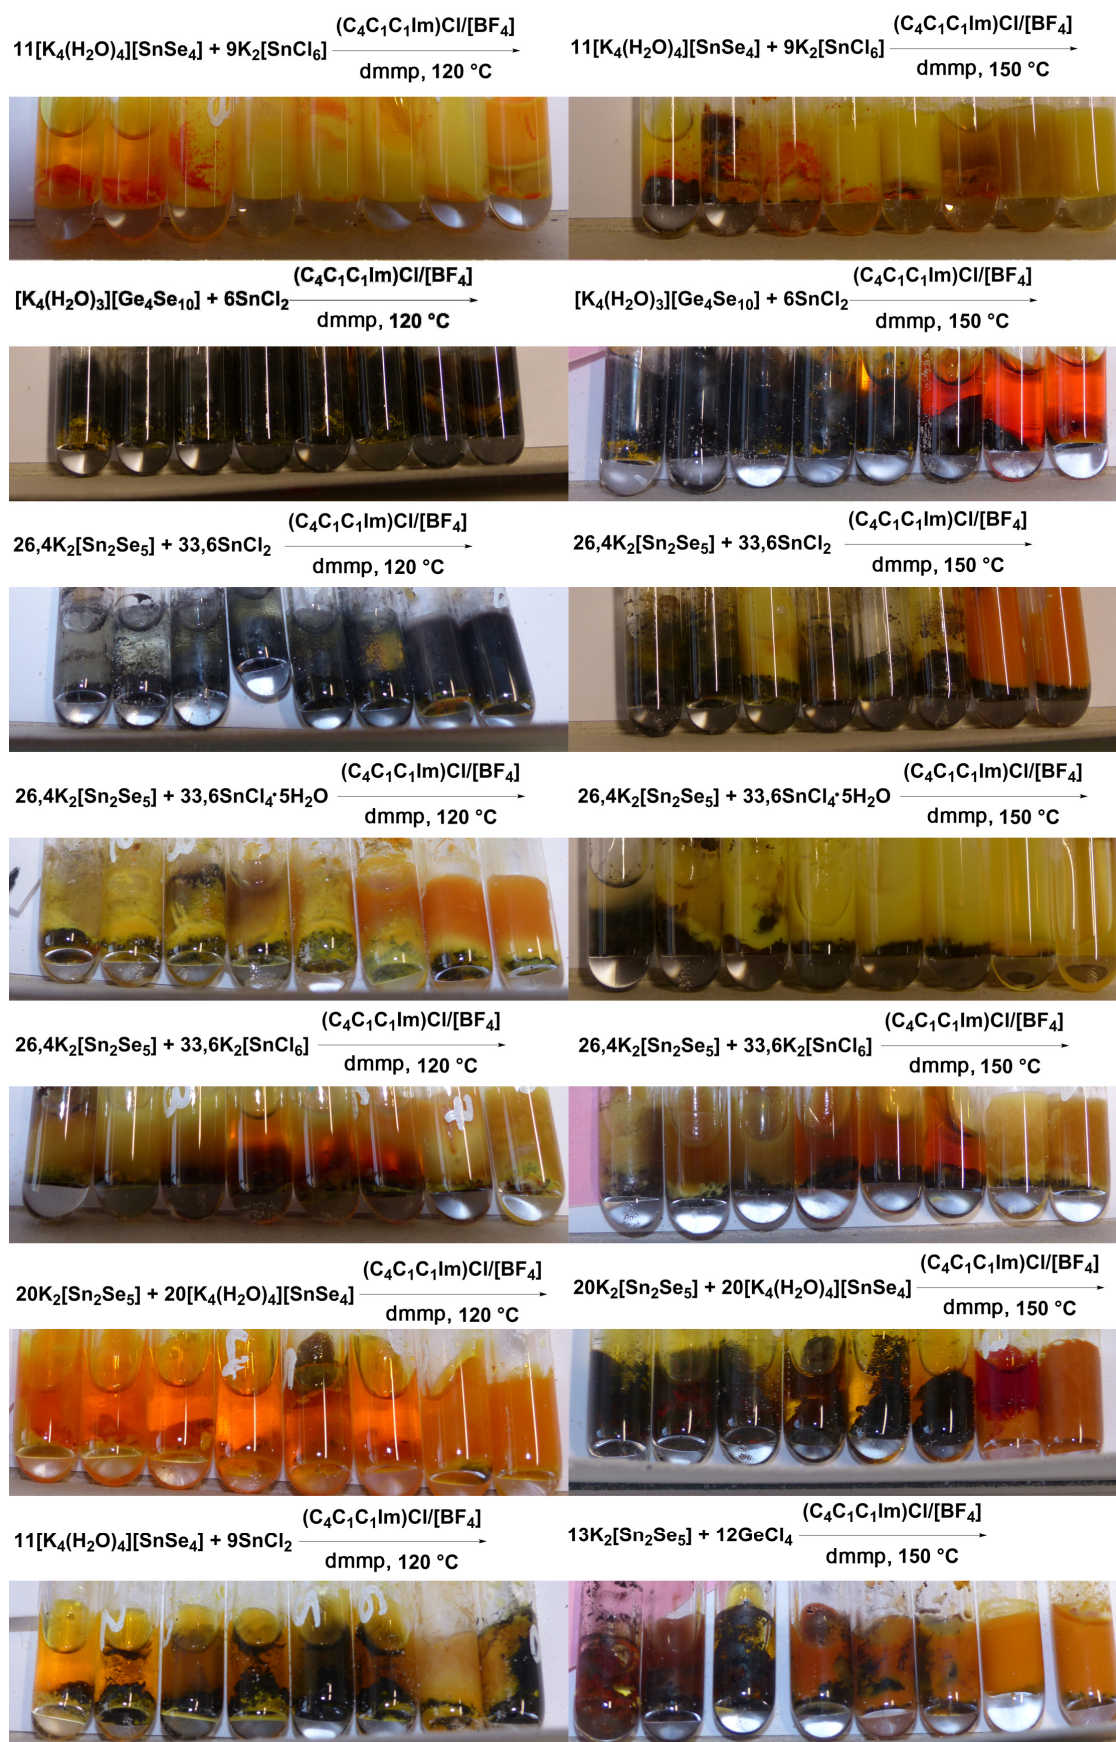 11[K₄(H₂O)₄][SnSe₄] + 9K₂[SnCl₆] (C₄C₁C₁Im)Cl/[BF₄]
dmmp, 120 °C
11[K₄(H₂O)₄][SnSe₄] + 9K₂[SnCl₆] (C₄C₁C₁Im)Cl/[BF₄]
dmmp, 150 °C
[K₄(H₂O)₃][Ge₄Se₁₀] + 6SnCl₂ (C₄C₁C₁Im)Cl/[BF₄]
dmmp, 120 °C
[K₄(H₂O)₃][Ge₄Se₁₀] + 6SnCl₂ (C₄C₁C₁Im)Cl/[BF₄]
dmmp, 150 °C
26,4K₂[Sn₂Se₅] + 33,6SnCl₂ (C₄C₁C₁Im)Cl/[BF₄]
dmmp, 120 °C
26,4K₂[Sn₂Se₅] + 33,6SnCl₂ (C₄C₁C₁Im)Cl/[BF₄]
dmmp, 150 °C
26,4K₂[Sn₂Se₅] + 33,6SnCl₄·5H₂O (C₄C₁C₁Im)Cl/[BF₄]
dmmp, 120 °C
26,4K₂[Sn₂Se₅] + 33,6SnCl₄·5H₂O (C₄C₁C₁Im)Cl/[BF₄]
dmmp, 150 °C
26,4K₂[Sn₂Se₅] + 33,6K₂[SnCl₆] (C₄C₁C₁Im)Cl/[BF₄]
dmmp, 120 °C
26,4K₂[Sn₂Se₅] + 33,6K₂[SnCl₆] (C₄C₁C₁Im)Cl/[BF₄]
dmmp, 150 °C
20K₂[Sn₂Se₅] + 20[K₄(H₂O)₄][SnSe₄] (C₄C₁C₁Im)Cl/[BF₄]
dmmp, 120 °C
20K₂[Sn₂Se₅] + 20[K₄(H₂O)₄][SnSe₄] (C₄C₁C₁Im)Cl/[BF₄]
dmmp, 150 °C
11[K₄(H₂O)₄][SnSe₄] + 9SnCl₂ (C₄C₁C₁Im)Cl/[BF₄]
dmmp, 120 °C
13K₂[Sn₂Se₅] + 12GeCl₄ (C₄C₁C₁Im)Cl/[BF₄]
dmmp, 150 °C